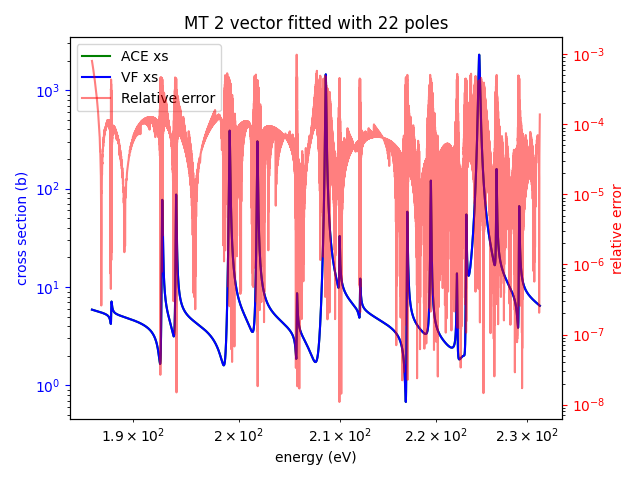 MT 2 vector fitted with 22 poles
ACE xs
VF xs
Relative error
10³
10²
10¹
10⁰
cross section (b)
10⁻³
10⁻⁴
10⁻⁵
10⁻⁶
10⁻⁷
10⁻⁸
relative error
1.9 × 10² 2 × 10² 2.1 × 10² 2.2 × 10² 2.3 × 10²
energy (eV)